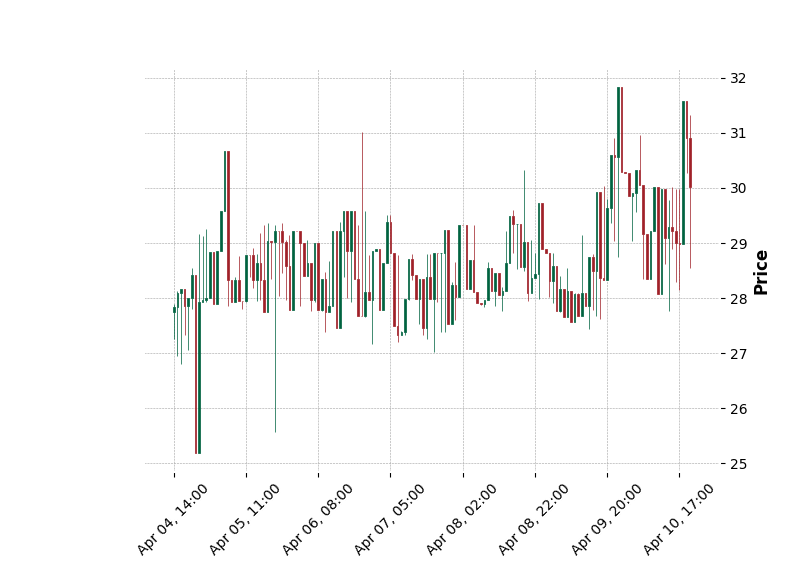 32
31
30
29
28
27
26
25
Price
Apr 04, 14:00
Apr 05, 11:00
Apr 06, 08:00
Apr 07, 05:00
Apr 08, 02:00
Apr 08, 22:00
Apr 09, 20:00
Apr 10, 17:00